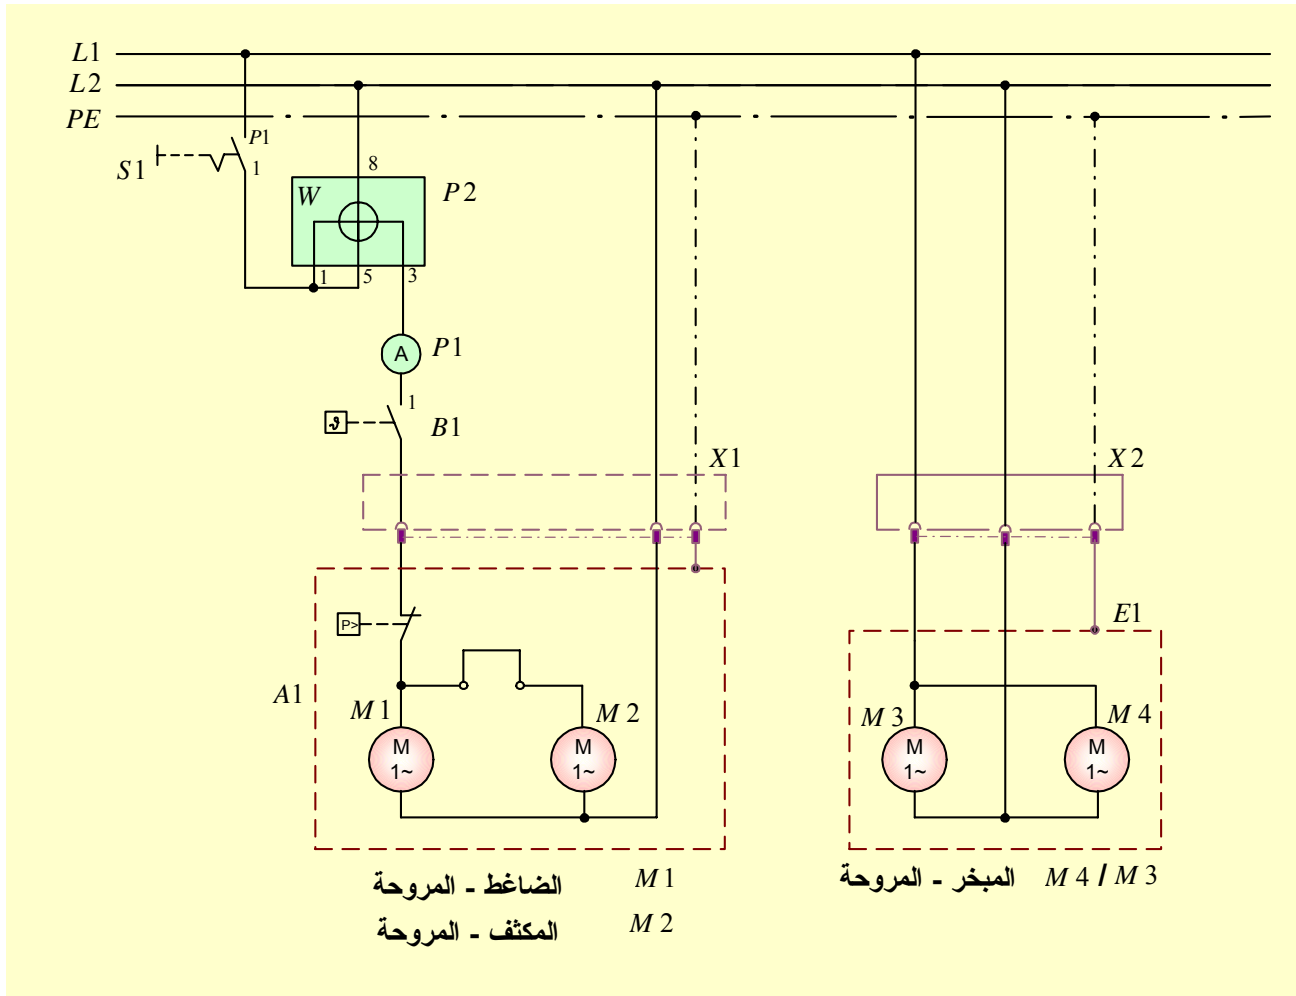 L1
L2
PE
P1
S1
1
8
W
P2
1
5
3
A
P1
1
ϑ
B1
X1
X2
P>
E1
A1
M1
M2
M3
M4
M
1~
M
1~
M
1~
M
1~
الضاغط - المروحة M1
المكثف - المروحة M2
المبخر - المروحة M4 / M3